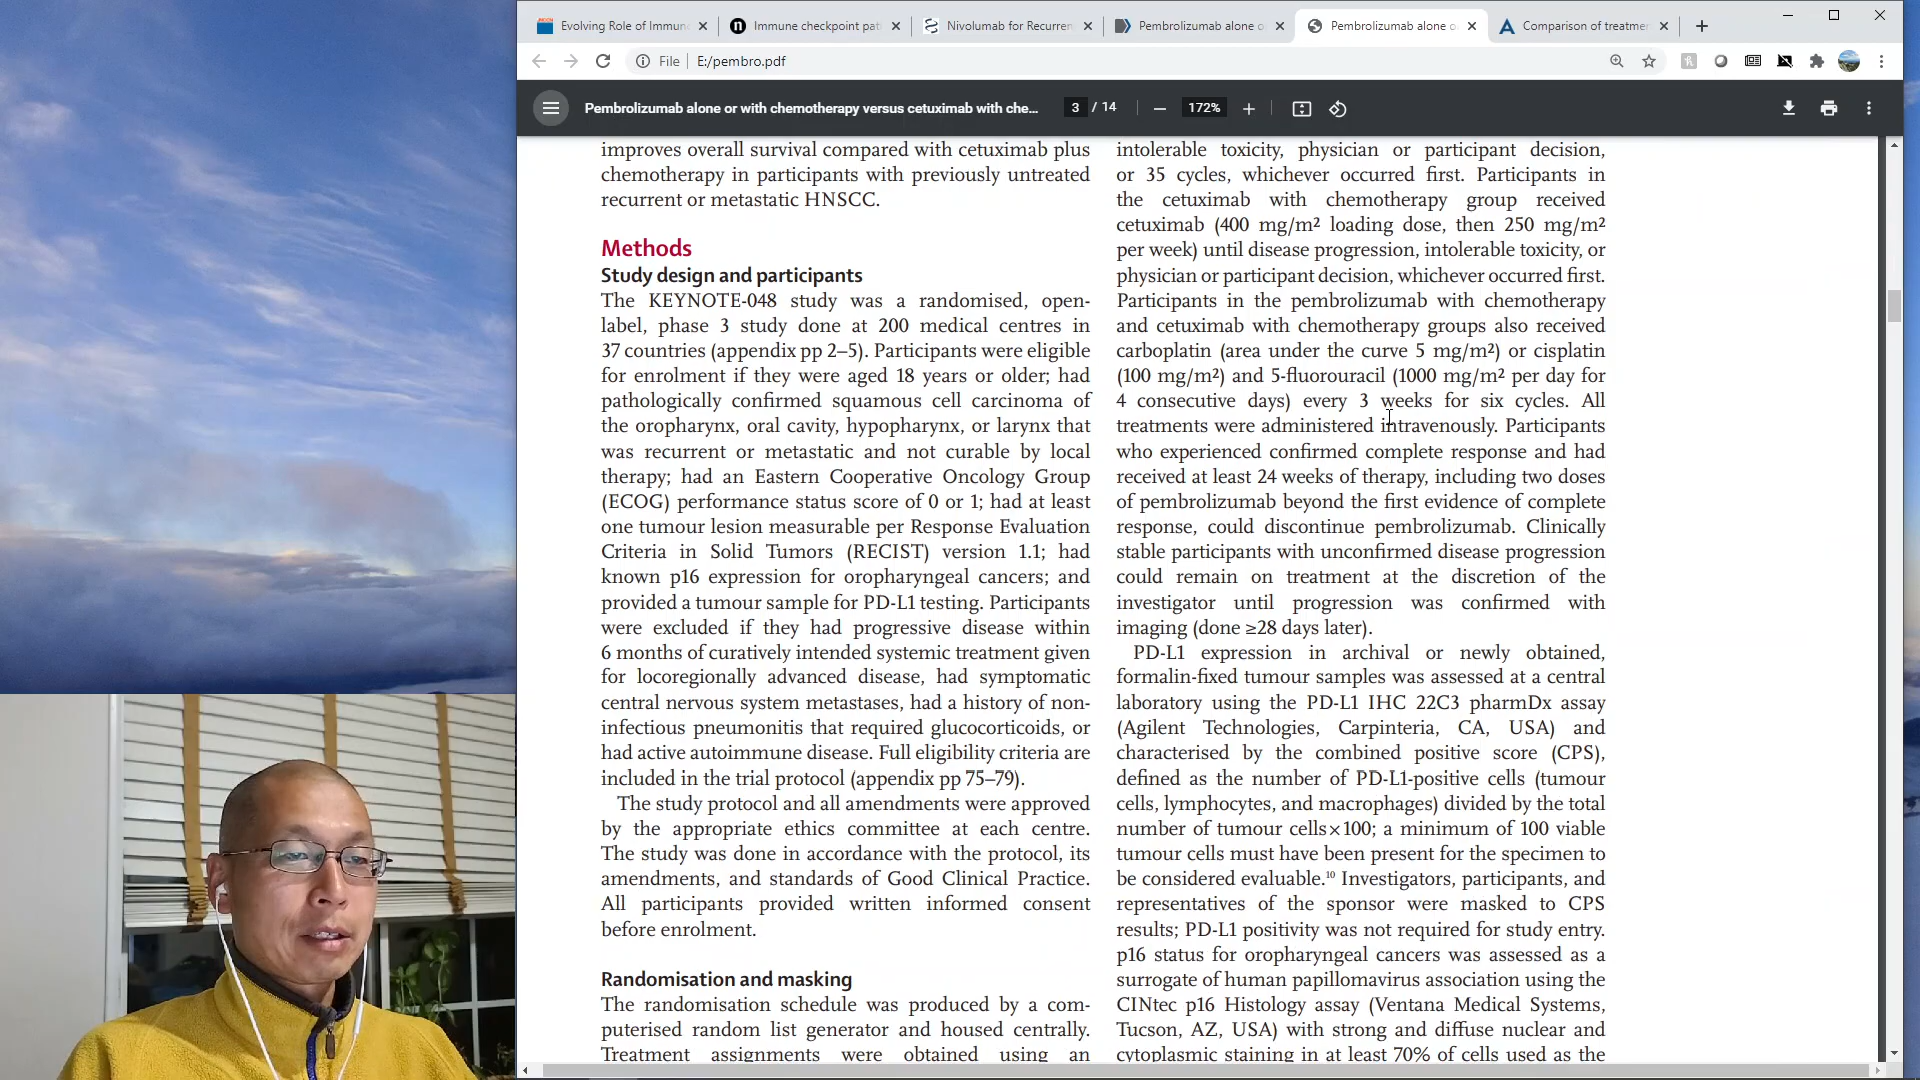 Evolving Role of Immun
Immune checkpoint pat
Nivolumab for Recurren
Pembrolizumab alone o
Pembrolizumab alone o
Comparison of treatmen
File
E:/pembro.pdf
Pembrolizumab alone or with chemotherapy versus cetuximab with che...
3 / 14
172%
improves overall survival compared with cetuximab plus
chemotherapy in participants with previously untreated
recurrent or metastatic HNSCC.
Methods
Study design and participants
The KEYNOTE-048 study was a randomised, open-
label, phase 3 study done at 200 medical centres in
37 countries (appendix pp 2–5). Participants were eligible
for enrolment if they were aged 18 years or older; had
pathologically confirmed squamous cell carcinoma of
the oropharynx, oral cavity, hypopharynx, or larynx that
was recurrent or metastatic and not curable by local
therapy; had an Eastern Cooperative Oncology Group
(ECOG) performance status score of 0 or 1; had at least
one tumour lesion measurable per Response Evaluation
Criteria in Solid Tumors (RECIST) version 1.1; had
known p16 expression for oropharyngeal cancers; and
provided a tumour sample for PD-L1 testing. Participants
were excluded if they had progressive disease within
6 months of curatively intended systemic treatment given
for locoregionally advanced disease, had symptomatic
central nervous system metastases, had a history of non-
infectious pneumonitis that required glucocorticoids, or
had active autoimmune disease. Full eligibility criteria are
included in the trial protocol (appendix pp 75–79).
The study protocol and all amendments were approved
by the appropriate ethics committee at each centre.
The study was done in accordance with the protocol, its
amendments, and standards of Good Clinical Practice.
All participants provided written informed consent
before enrolment.
Randomisation and masking
The randomisation schedule was produced by a com-
puterised random list generator and housed centrally.
Treatment assignments were obtained using an
intolerable toxicity, physician or participant decision,
or 35 cycles, whichever occurred first. Participants in
the cetuximab with chemotherapy group received
cetuximab (400 mg/m² loading dose, then 250 mg/m²
per week) until disease progression, intolerable toxicity, or
physician or participant decision, whichever occurred first.
Participants in the pembrolizumab with chemotherapy
and cetuximab with chemotherapy groups also received
carboplatin (area under the curve 5 mg/m²) or cisplatin
(100 mg/m²) and 5-fluorouracil (1000 mg/m² per day for
4 consecutive days) every 3 weeks for six cycles. All
treatments were administered intravenously. Participants
who experienced confirmed complete response and had
received at least 24 weeks of therapy, including two doses
of pembrolizumab beyond the first evidence of complete
response, could discontinue pembrolizumab. Clinically
stable participants with unconfirmed disease progression
could remain on treatment at the discretion of the
investigator until progression was confirmed with
imaging (done ≥28 days later).
PD-L1 expression in archival or newly obtained,
formalin-fixed tumour samples was assessed at a central
laboratory using the PD-L1 IHC 22C3 pharmDx assay
(Agilent Technologies, Carpinteria, CA, USA) and
characterised by the combined positive score (CPS),
defined as the number of PD-L1-positive cells (tumour
cells, lymphocytes, and macrophages) divided by the total
number of tumour cells×100; a minimum of 100 viable
tumour cells must have been present for the specimen to
be considered evaluable.¹⁰ Investigators, participants, and
representatives of the sponsor were masked to CPS
results; PD-L1 positivity was not required for study entry.
p16 status for oropharyngeal cancers was assessed as a
surrogate of human papillomavirus association using the
CINtec p16 Histology assay (Ventana Medical Systems,
Tucson, AZ, USA) with strong and diffuse nuclear and
cytoplasmic staining in at least 70% of cells used as the